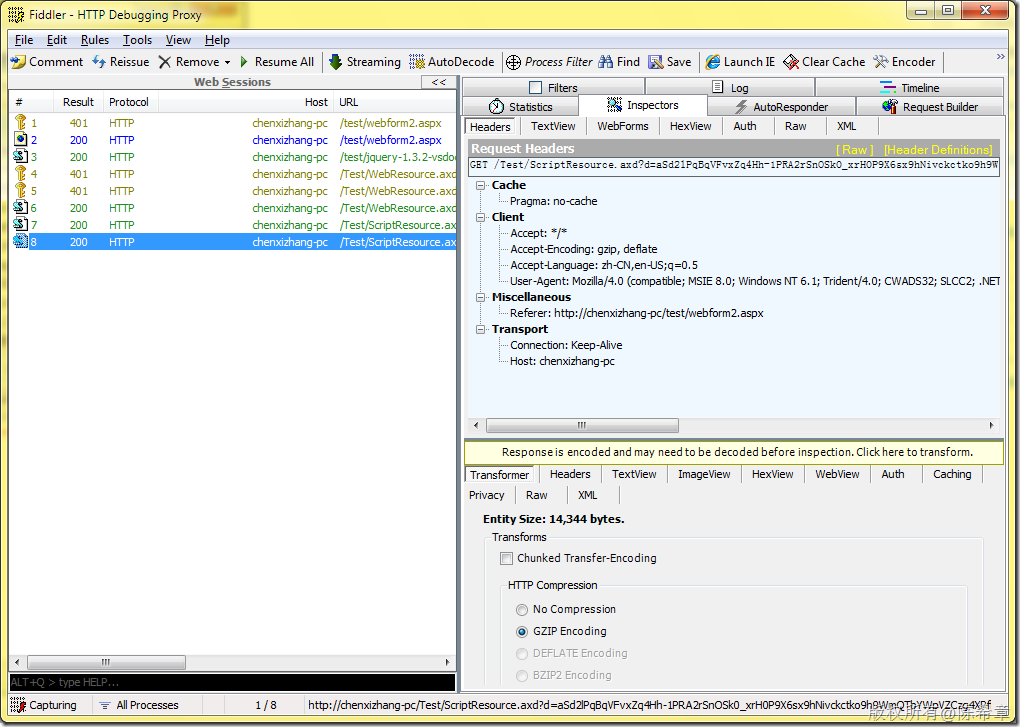 Fiddler - HTTP Debugging Proxy
File Edit Rules Tools View Help
Comment Reissue Remove Resume All Streaming AutoDecode Process Filter Find Save Launch IE Clear Cache Encoder »
Web Sessions <<
# Result Protocol Host URL
1 401 HTTP chenxizhang-pc /test/webform2.aspx
2 200 HTTP chenxizhang-pc /test/webform2.aspx
3 200 HTTP chenxizhang-pc /test/jquery-1.3.2-vsdoc
4 401 HTTP chenxizhang-pc /Test/WebResource.axd
5 401 HTTP chenxizhang-pc /Test/WebResource.axd
6 200 HTTP chenxizhang-pc /Test/WebResource.axd
7 200 HTTP chenxizhang-pc /Test/ScriptResource.ax
8 200 HTTP chenxizhang-pc /Test/ScriptResource.ax
ALT+Q > type HELP...
Filters Log Timeline
Statistics Inspectors AutoResponder Request Builder
Headers TextView WebForms HexView Auth Raw XML
Request Headers [ Raw ] [Header Definitions]
GET /Test/ScriptResource.axd?d=aSd2lPqBqVFvxZq4Hh-1PRA2rSnOSk0_xrH0P9X6sx9hNivckctko9h9W
Cache
Pragma: no-cache
Client
Accept: */*
Accept-Encoding: gzip, deflate
Accept-Language: zh-CN,en-US;q=0.5
User-Agent: Mozilla/4.0 (compatible; MSIE 8.0; Windows NT 6.1; Trident/4.0; CWADS32; SLCC2; .NET
Miscellaneous
Referer: http://chenxizhang-pc/test/webform2.aspx
Transport
Connection: Keep-Alive
Host: chenxizhang-pc
Response is encoded and may need to be decoded before inspection. Click here to transform.
Transformer Headers TextView ImageView HexView WebView Auth Caching
Privacy Raw XML
Entity Size: 14,344 bytes.
Transforms
Chunked Transfer-Encoding
HTTP Compression
No Compression
GZIP Encoding
DEFLATE Encoding
BZIP2 Encoding
Capturing All Processes 1 / 8 http://chenxizhang-pc/Test/ScriptResource.axd?d=aSd2lPqBqVFvxZq4Hh-1PRA2rSnOSk0_xrH0P9X6sx9hNivckctko9h9WmQTbYWpVZCzg4XPf
版权所有@陈希章